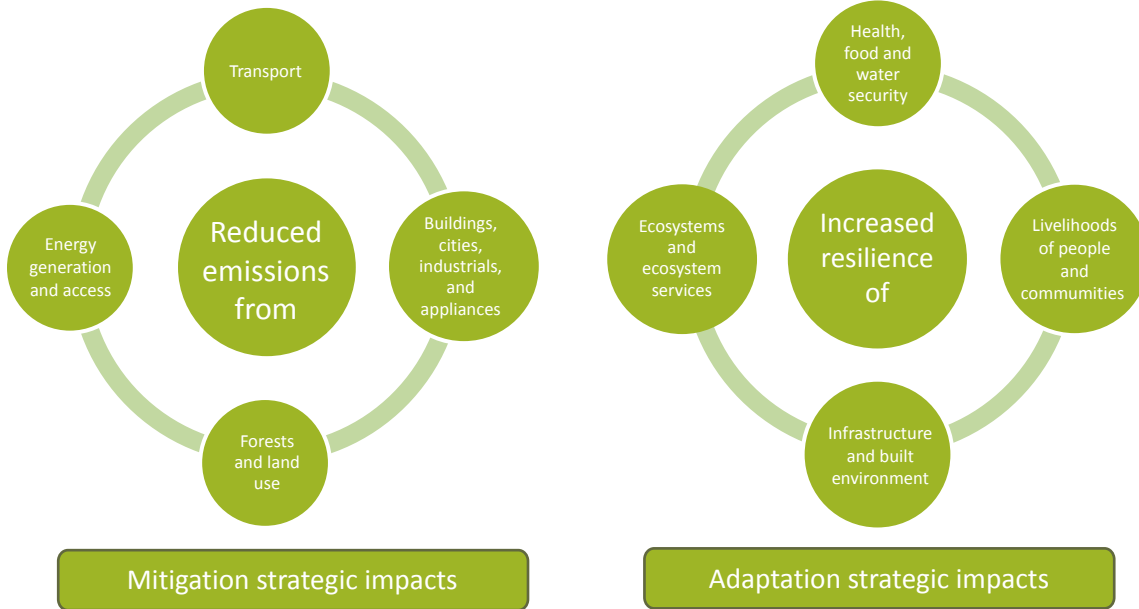 Transport
Reduced
emissions
from
Buildings,
cities,
industrials,
and
appliances
Energy
generation
and access
Forests
and land
use
Mitigation strategic impacts
Health,
food and
water
security
Increased
resilience
of
Livelihoods
of people
and
commumities
Ecosystems
and
ecosystem
services
Infrastructure
and built
environment
Adaptation strategic impacts